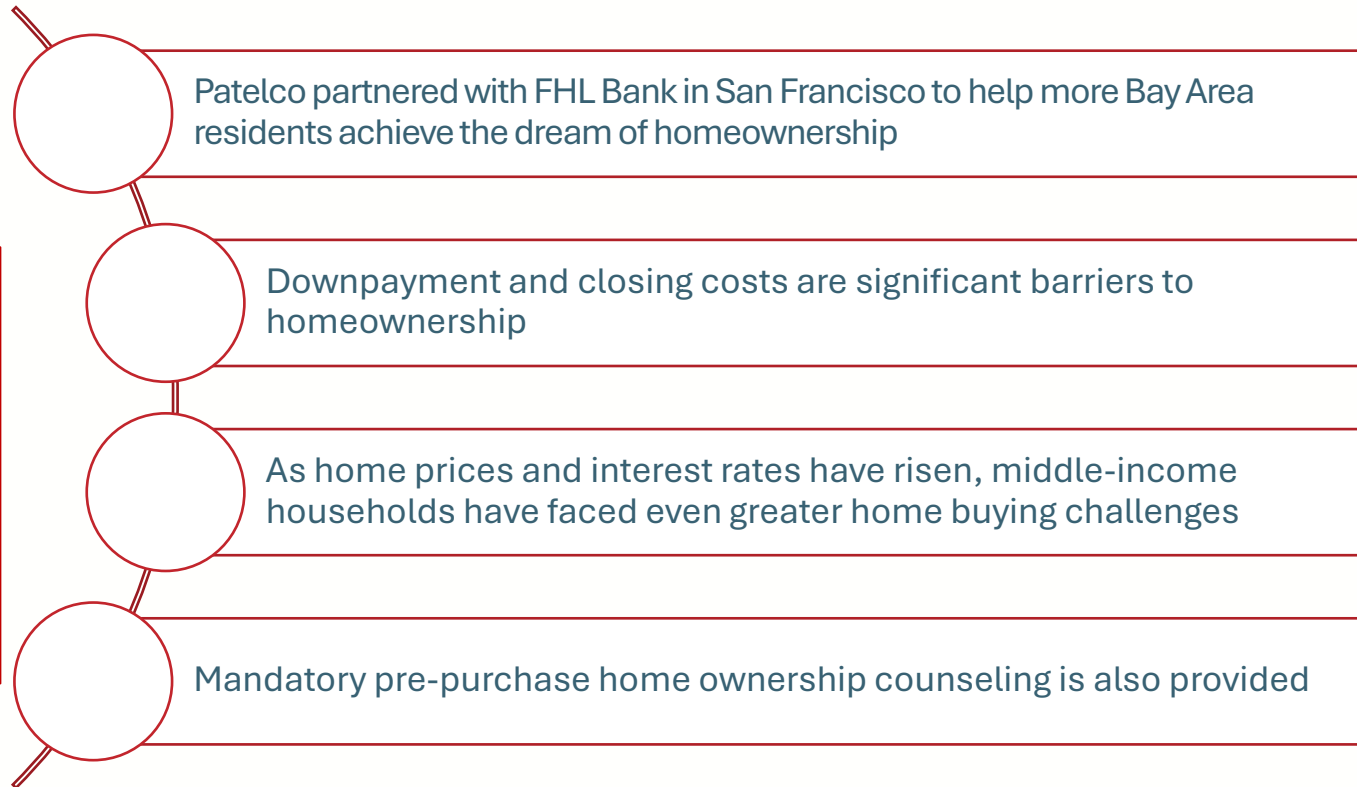 Patelco partnered with FHL Bank in San Francisco to help more Bay Area
residents achieve the dream of homeownership
Downpayment and closing costs are significant barriers to
homeownership
As home prices and interest rates have risen, middle-income
households have faced even greater home buying challenges
Mandatory pre-purchase home ownership counseling is also provided